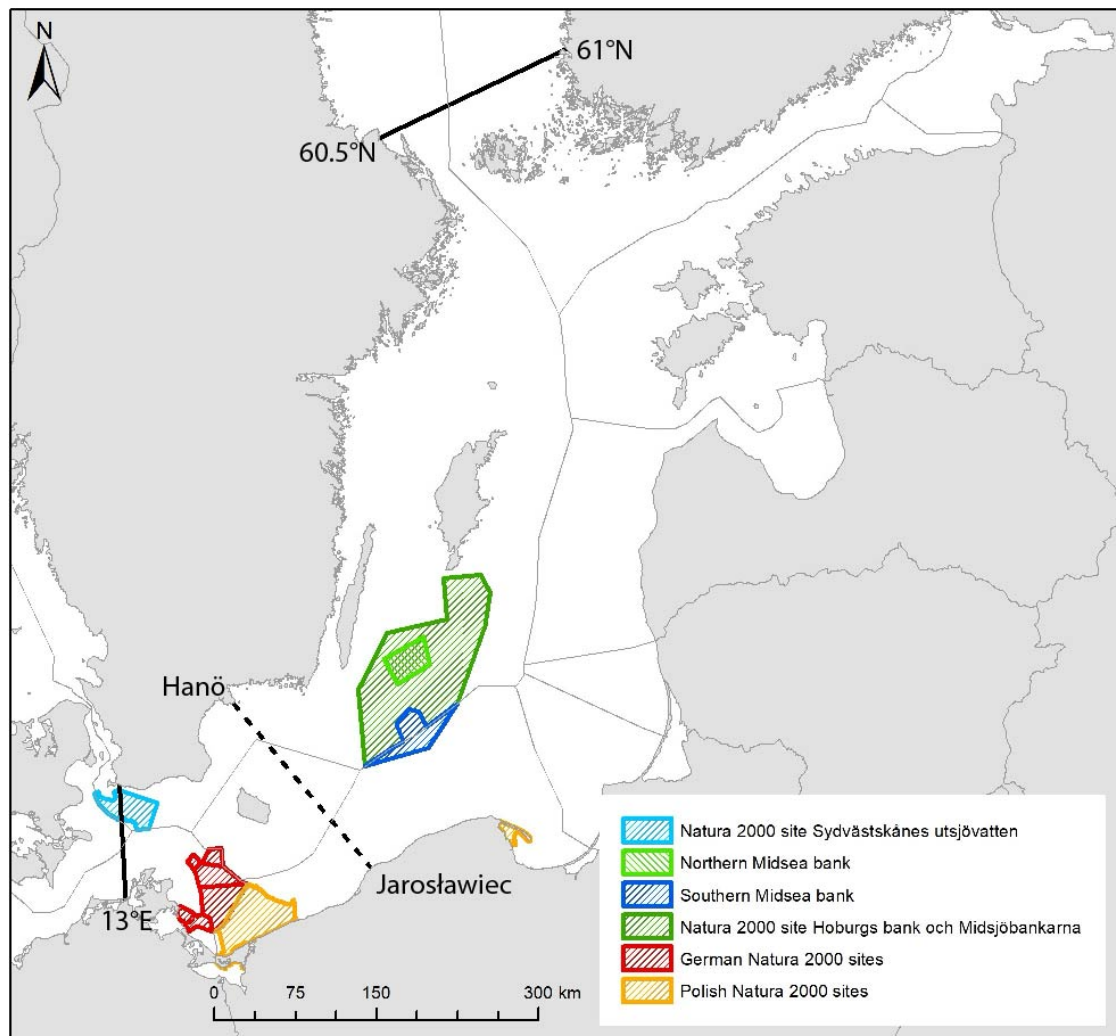 N
61°N
60.5°N
Hanö
Jarosławiec
13°E
0 75 150 300 km
Natura 2000 site Sydvästskånes utsjövatten
Northern Midsea bank
Southern Midsea bank
Natura 2000 site Hoburgs bank och Midsjöbankarna
German Natura 2000 sites
Polish Natura 2000 sites